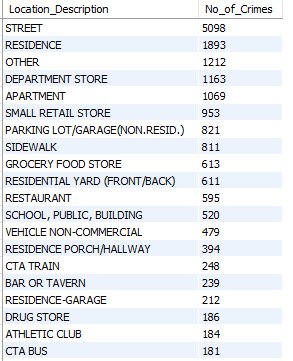 Location_Description No_of_Crimes
STREET 5098
RESIDENCE 1893
OTHER 1212
DEPARTMENT STORE 1163
APARTMENT 1069
SMALL RETAIL STORE 953
PARKING LOT/GARAGE(NON.RESID.) 821
SIDEWALK 811
GROCERY FOOD STORE 613
RESIDENTIAL YARD (FRONT/BACK) 611
RESTAURANT 595
SCHOOL, PUBLIC, BUILDING 520
VEHICLE NON-COMMERCIAL 479
RESIDENCE PORCH/HALLWAY 394
CTA TRAIN 248
BAR OR TAVERN 239
RESIDENCE-GARAGE 212
DRUG STORE 186
ATHLETIC CLUB 184
CTA BUS 181